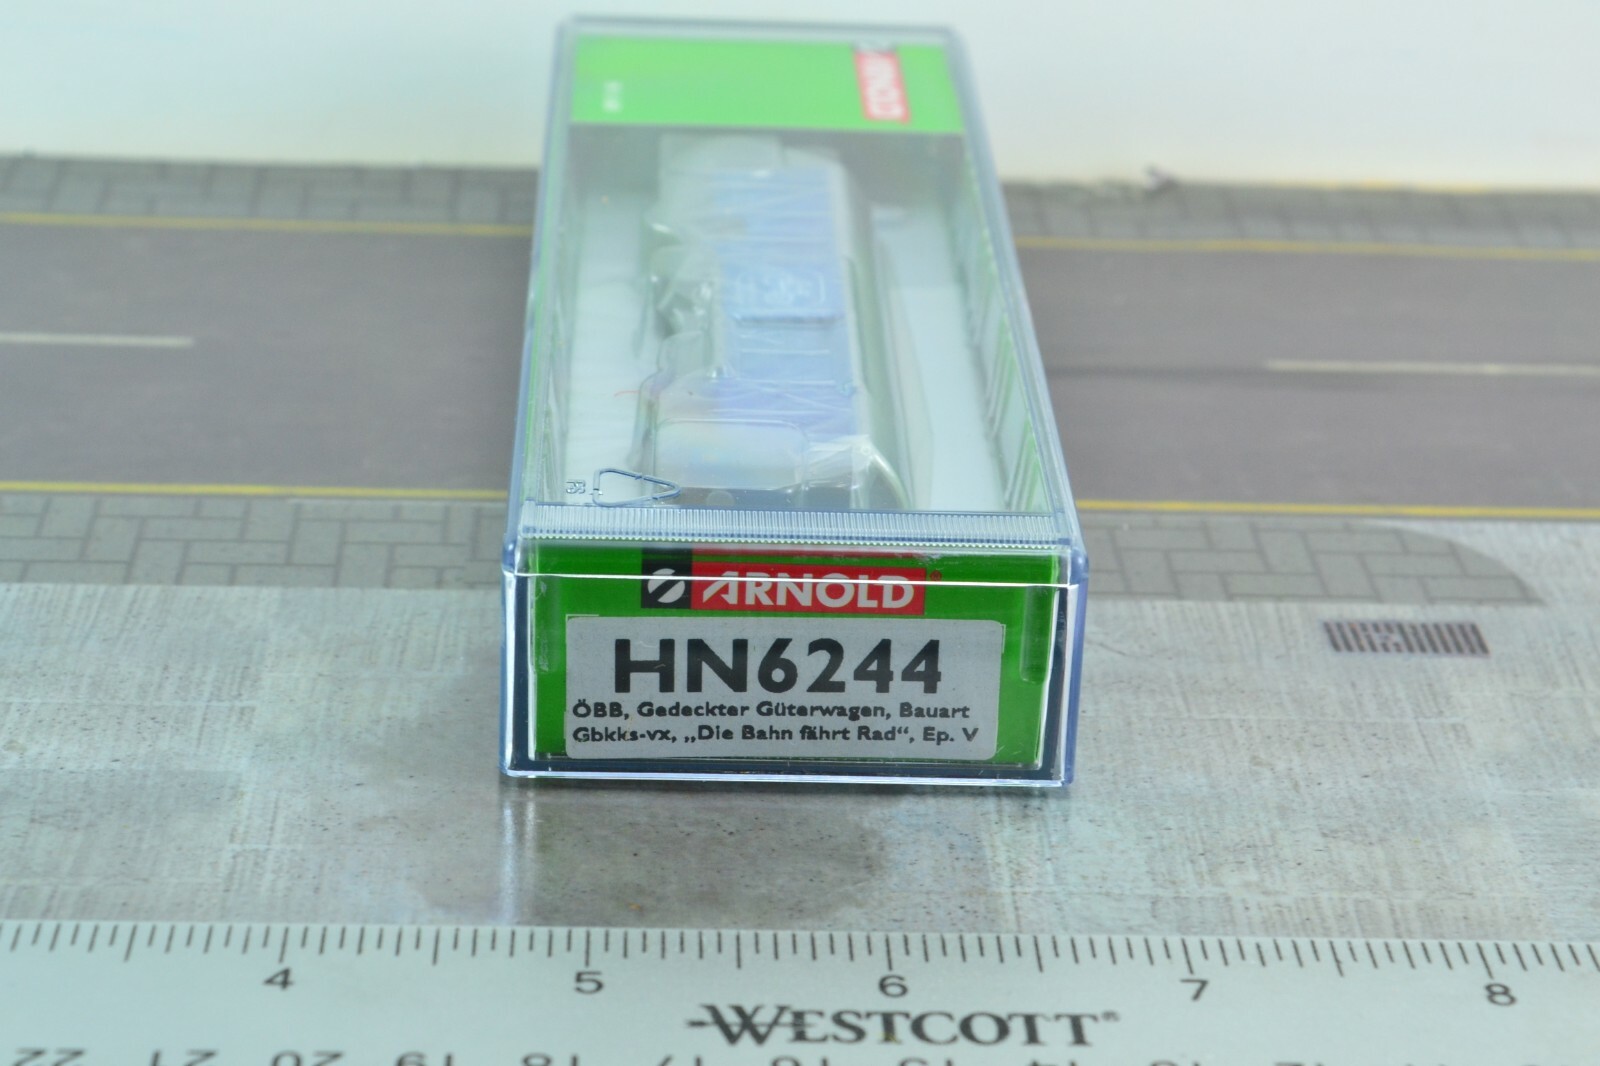 ARNOLD
ARNOLD®
HN6244
ÖBB, Gedeckter Güterwagen, Bauart
Gbkks-vx, „Die Bahn fährt Rad“, Ep. V
4 5 6 7 8
WESTCOTT®
22 21 20 19 18 17 16 15 14 13 12 11